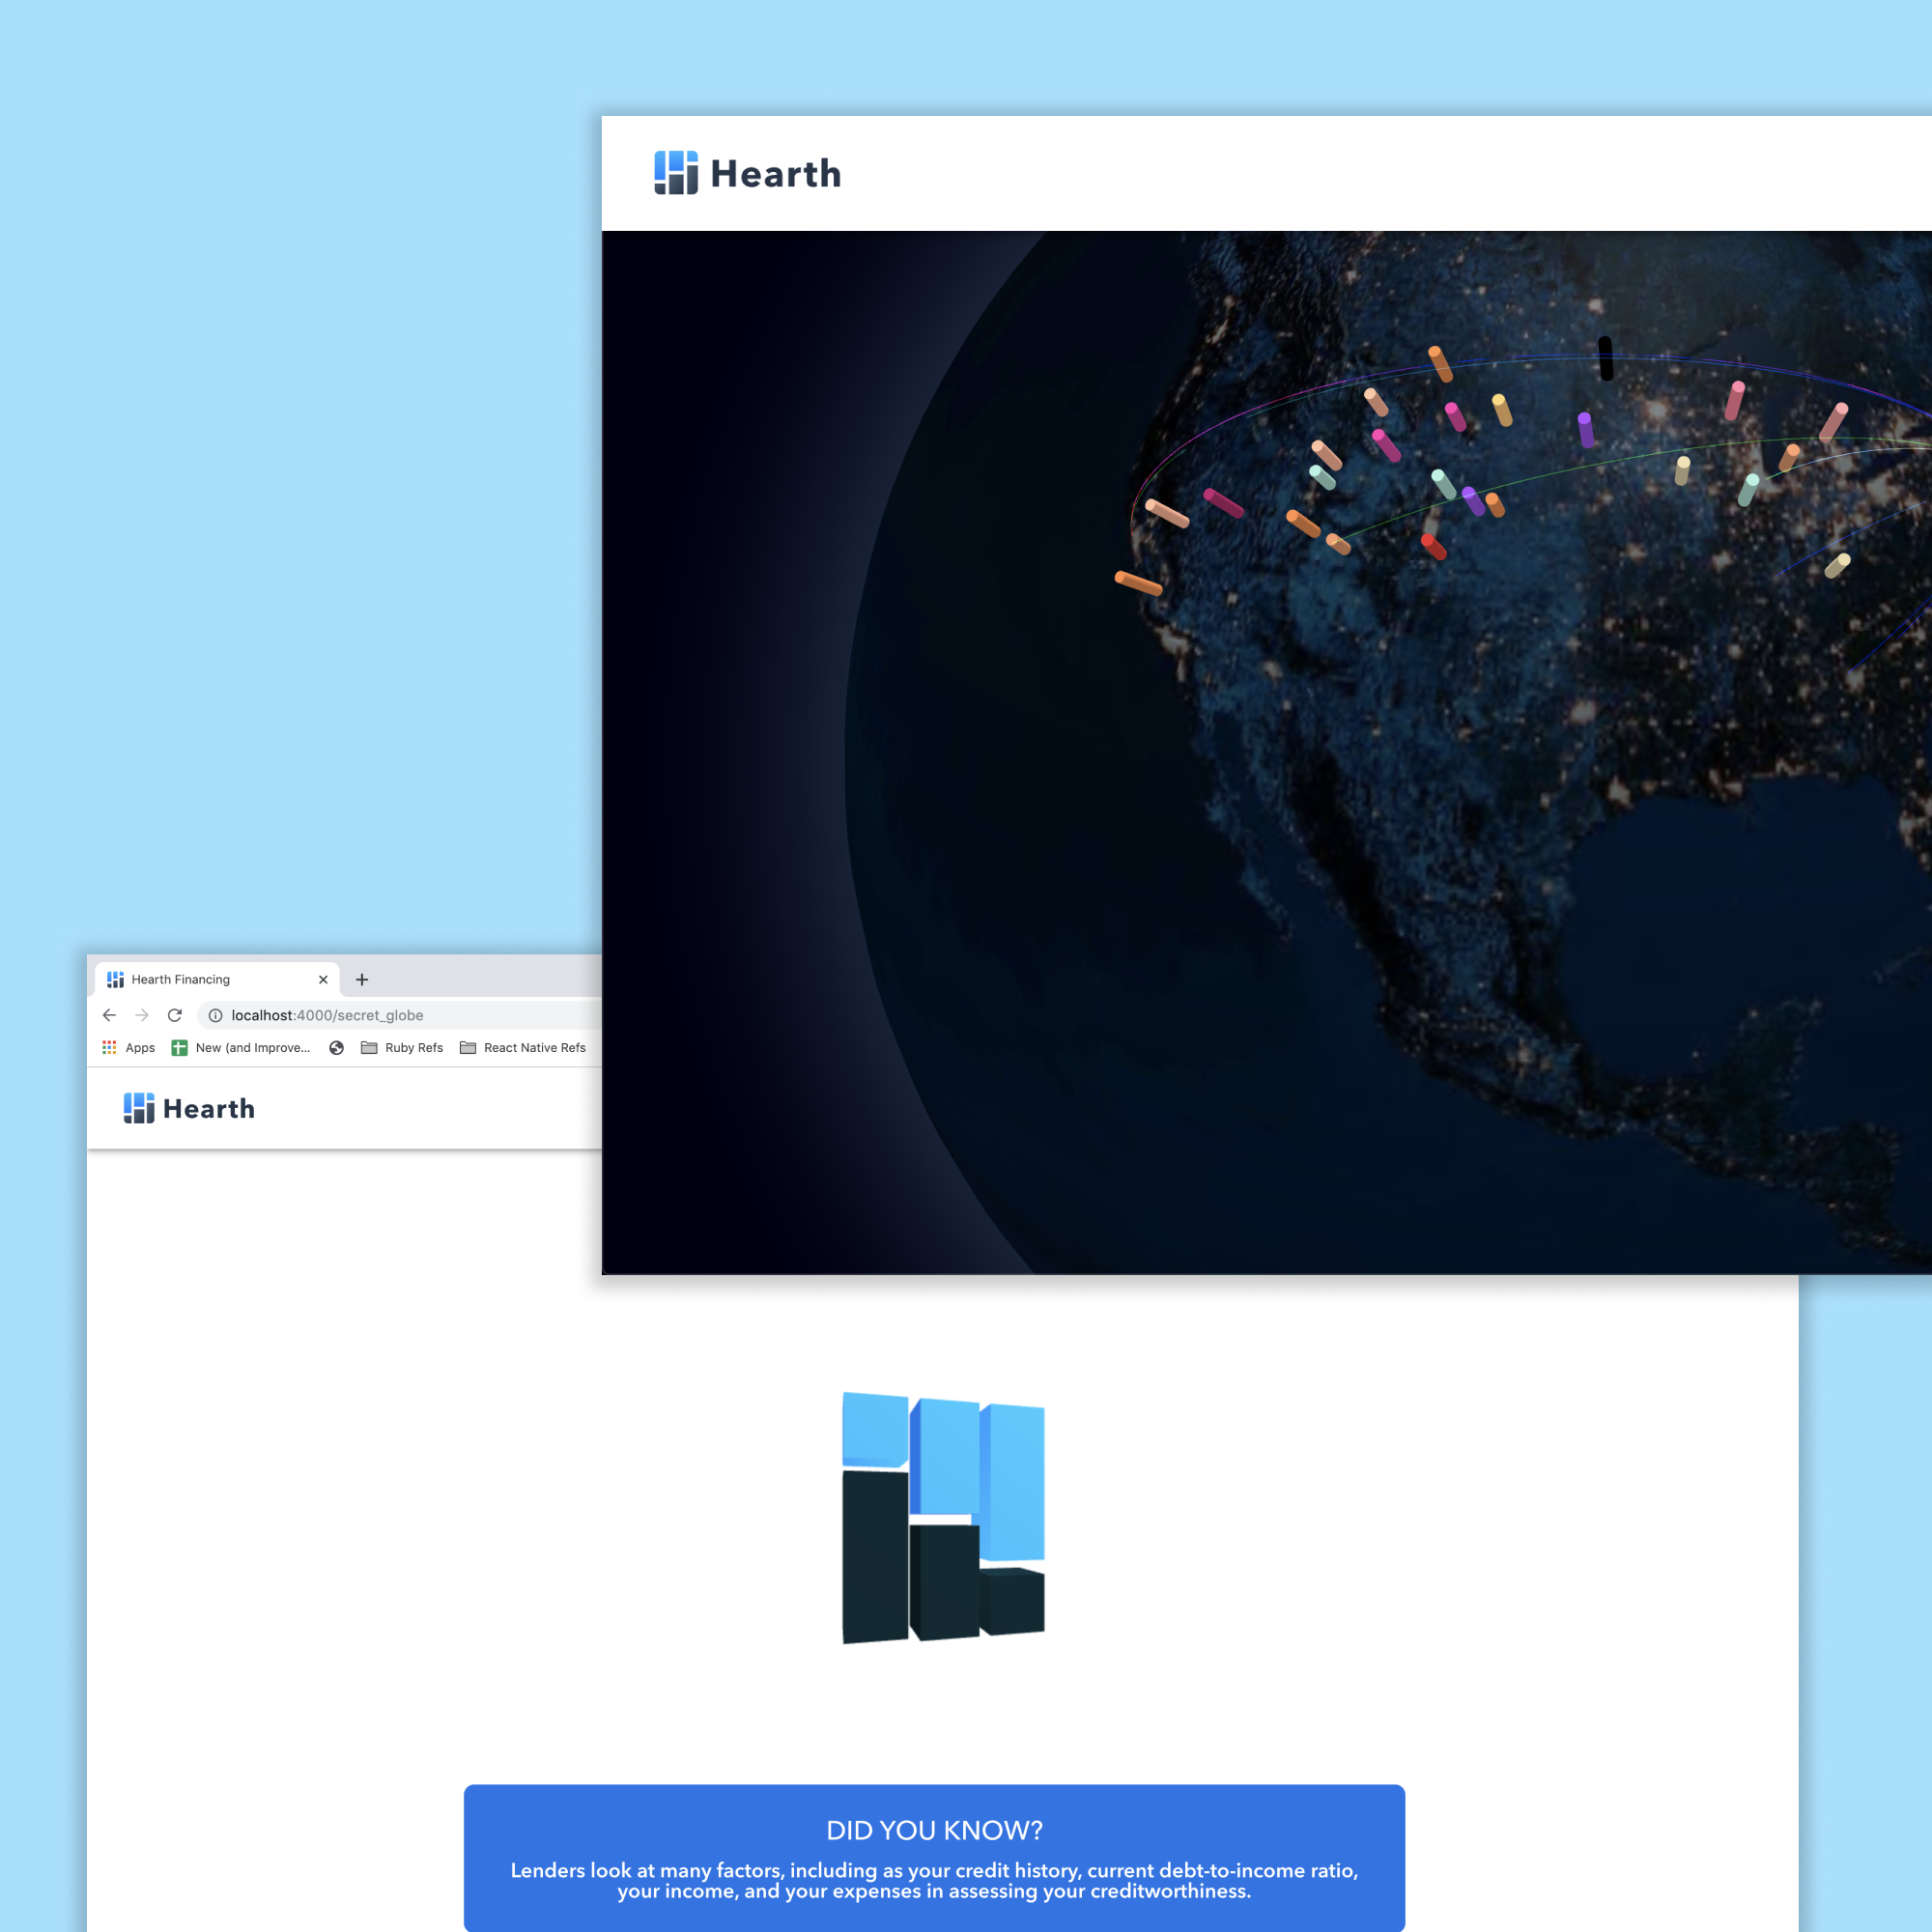 Hearth
Hearth Financing
localhost:4000/secret_globe
Apps New (and Improve... Ruby Refs React Native Refs
Hearth
DID YOU KNOW?
Lenders look at many factors, including as your credit history, current debt-to-income ratio,
your income, and your expenses in assessing your creditworthiness.